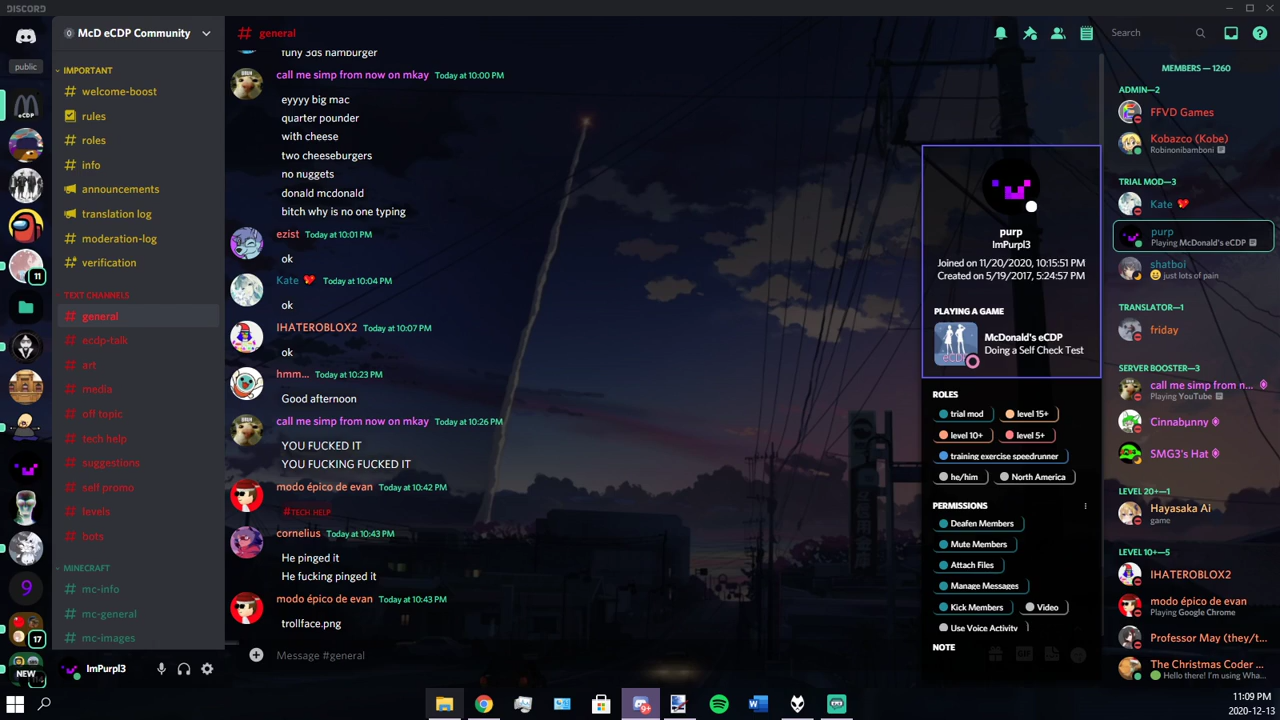 DISCORD
public
eCDP
11
17
NEW
McD eCDP Community
IMPORTANT
welcome-boost
rules
roles
info
announcements
translation log
moderation-log
verification
TEXT CHANNELS
general
ecdp-talk
art
media
off topic
tech help
suggestions
self promo
levels
bots
MINECRAFT
mc-info
mc-general
mc-images
ImPurpl3
# general
Search
funy 3ds hamburger
call me simp from now on mkay Today at 10:00 PM
eyyyy big mac
quarter pounder
with cheese
two cheeseburgers
no nuggets
donald mcdonald
bitch why is no one typing
ezist Today at 10:01 PM
ok
Kate 💖 Today at 10:04 PM
ok
IHATEROBLOX2 Today at 10:07 PM
ok
hmm... Today at 10:23 PM
Good afternoon
call me simp from now on mkay Today at 10:26 PM
YOU FUCKED IT
YOU FUCKING FUCKED IT
modo épico de evan Today at 10:42 PM
#TECH HELP
cornelius Today at 10:43 PM
He pinged it
He fucking pinged it
modo épico de evan Today at 10:43 PM
trollface.png
Message #general
GIF
purp
ImPurpl3
Joined on 11/20/2020, 10:15:51 PM
Created on 5/19/2017, 5:24:57 PM
PLAYING A GAME
McDonald's eCDP
Doing a Self Check Test
eCDP
ROLES
trial mod
level 15+
level 10+
level 5+
training exercise speedrunner
he/him
North America
PERMISSIONS
Deafen Members
Mute Members
Attach Files
Manage Messages
Kick Members
Video
Use Voice Activity
NOTE
MEMBERS — 1260
ADMIN—2
FFVD Games
Kobazco (Kobe)
Robinonibamboni
TRIAL MOD—3
Kate 💖
purp
Playing McDonald's eCDP
shatboi
just lots of pain
TRANSLATOR—1
friday
SERVER BOOSTER—3
call me simp from n...
Playing YouTube
Cinnabunny
SMG3's Hat
LEVEL 20+—1
Hayasaka Ai
game
LEVEL 10+—5
IHATEROBLOX2
modo épico de evan
Playing Google Chrome
Professor May (they/t...
The Christmas Coder ...
Hello there! I'm using Wha...
9+
11:09 PM
2020-12-13